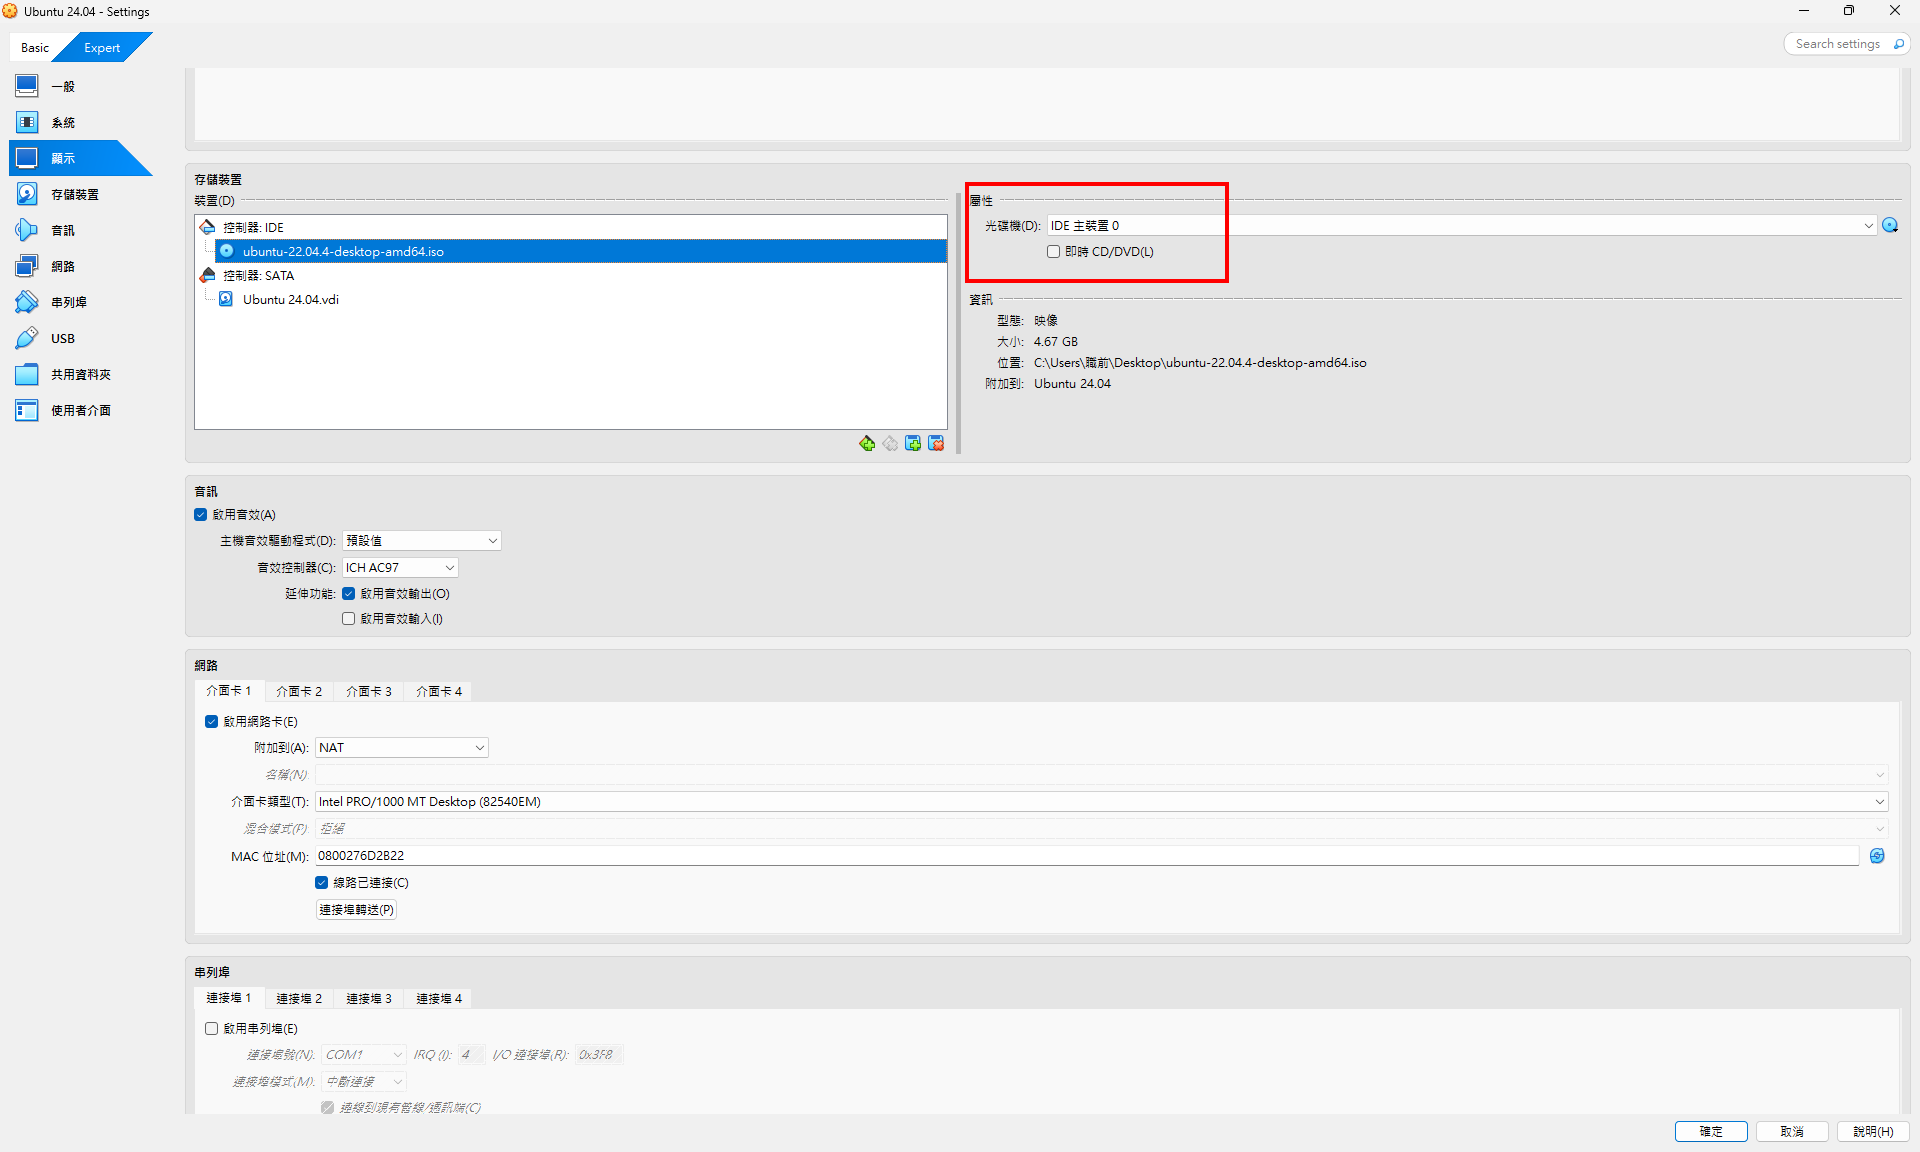 Ubuntu 24.04 - Settings
Basic
Expert
Search settings
一般
系統
顯示
存儲裝置
音訊
網路
串列埠
USB
共用資料夾
使用者介面
存儲裝置
裝置(D)
控制器: IDE
ubuntu-22.04.4-desktop-amd64.iso
控制器: SATA
Ubuntu 24.04.vdi
屬性
光碟機(D): IDE 主裝置 0
即時 CD/DVD(L)
資訊
型態: 映像
大小: 4.67 GB
位置: C:\Users\職前\Desktop\ubuntu-22.04.4-desktop-amd64.iso
附加到: Ubuntu 24.04
音訊
啟用音效(A)
主機音效驅動程式(D): 預設值
音效控制器(C): ICH AC97
延伸功能: 啟用音效輸出(O)
啟用音效輸入(I)
網路
介面卡 1 介面卡 2 介面卡 3 介面卡 4
啟用網路卡(E)
附加到(A): NAT
名稱(N):
介面卡類型(T): Intel PRO/1000 MT Desktop (82540EM)
混合模式(P): 拒絕
MAC 位址(M): 0800276D2B22
線路已連接(C)
連接埠轉送(P)
串列埠
連接埠 1 連接埠 2 連接埠 3 連接埠 4
啟用串列埠(E)
連接埠號(N): COM1 IRQ (I): 4 I/O 連接埠(R): 0x3F8
連接埠模式(M): 中斷連接
連線到現有管線/通訊端(C)
確定
取消
說明(H)